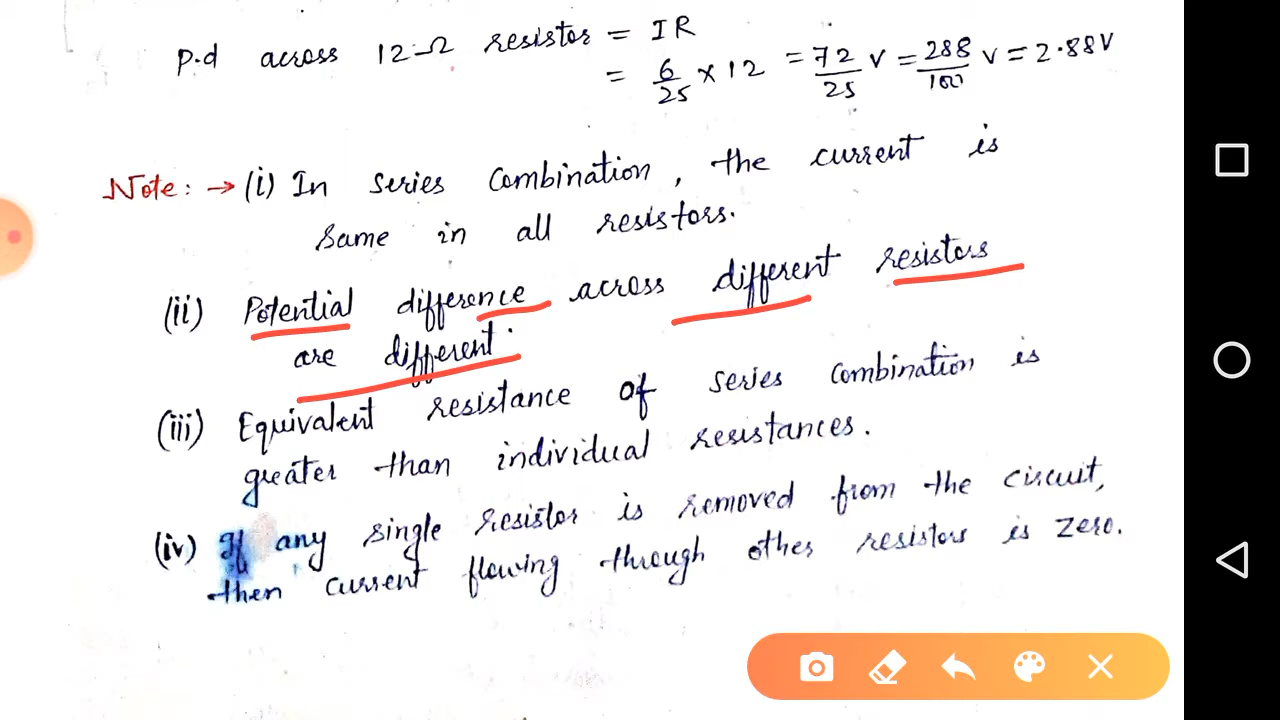 P.d across 12Ω resistor = IR
= 6/25 × 12 = 72/25 V = 288/100 V = 2.88V
Note: → (i) In series combination, the current is
same in all resistors.
(ii) Potential difference across different resistors
are different.
(iii) Equivalent resistance of series combination is
greater than individual resistances.
(iv) If any single resistor is removed from the circuit,
then current flowing through other resistors is zero.